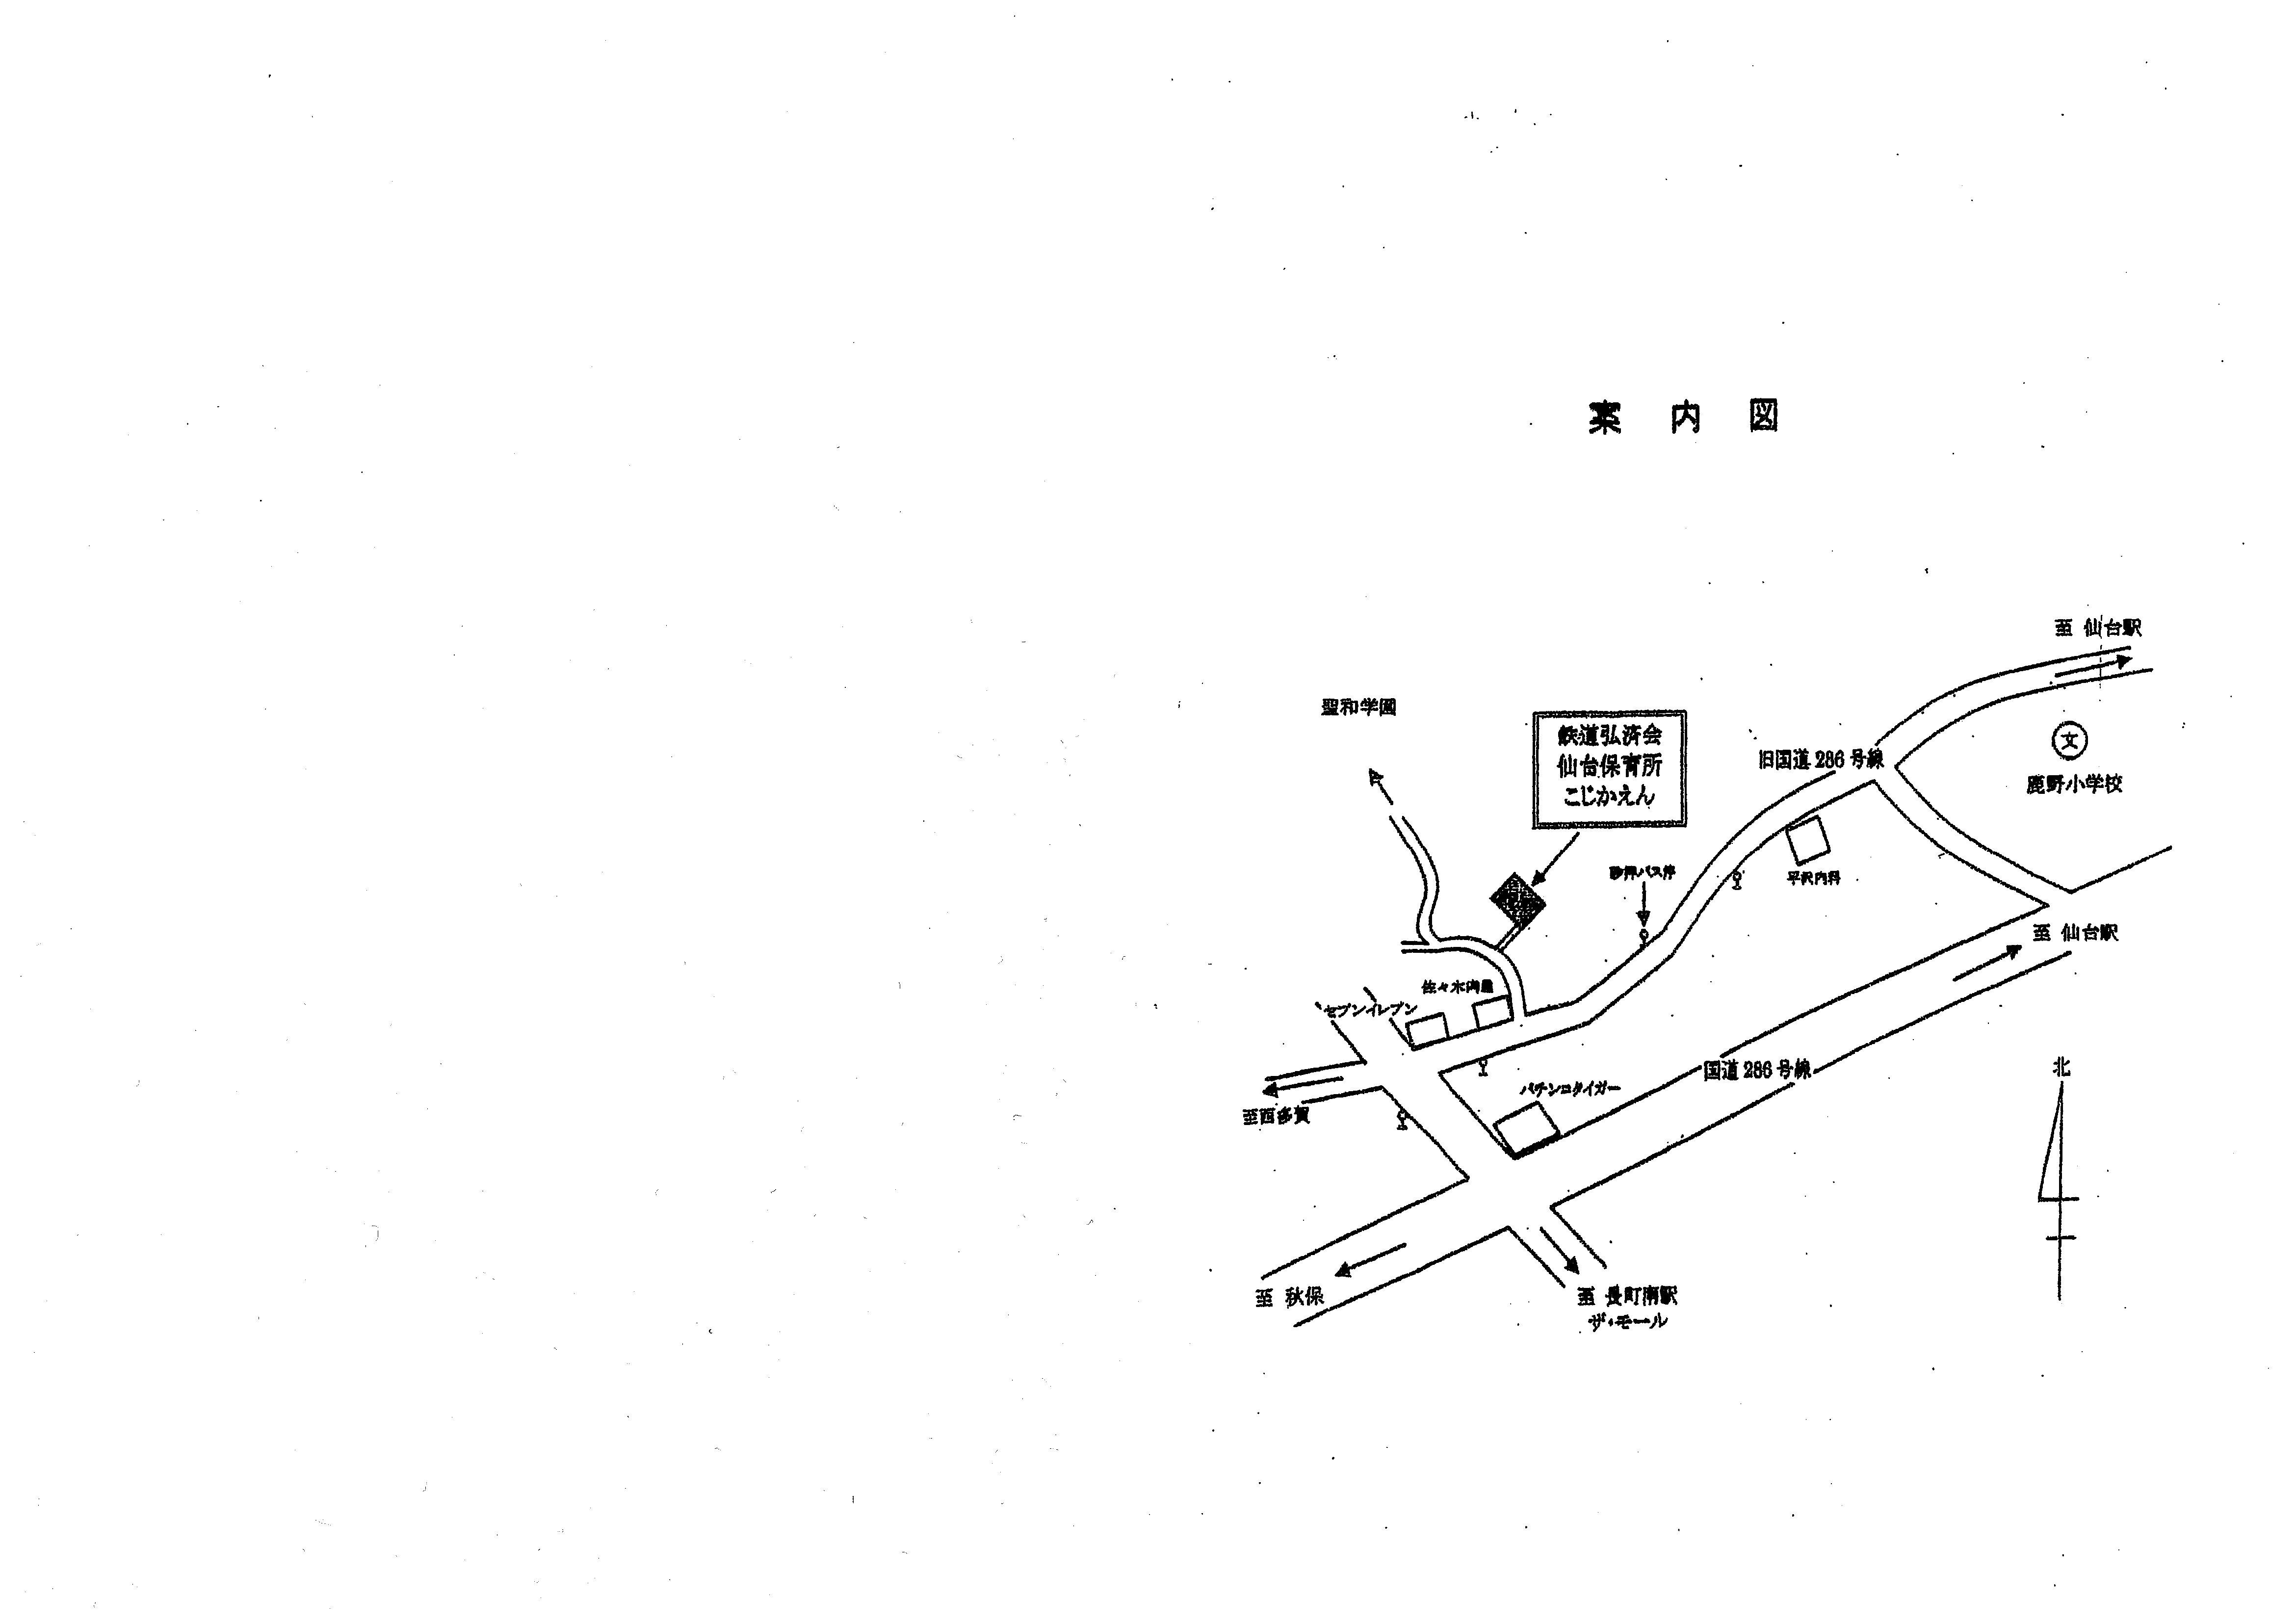 案内図
至 仙台駅
聖和学園
鉄道弘済会
仙台保育所
こじかえん
旧国道 286 号線
文
鹿野小学校
砂押バス停
平沢内科
至 仙台駅
佐々木肉屋
セブンイレブン
国道 286 号線
北
パチンコタイガー
至西多賀
至 秋保
至 長町南駅
ザ・モール